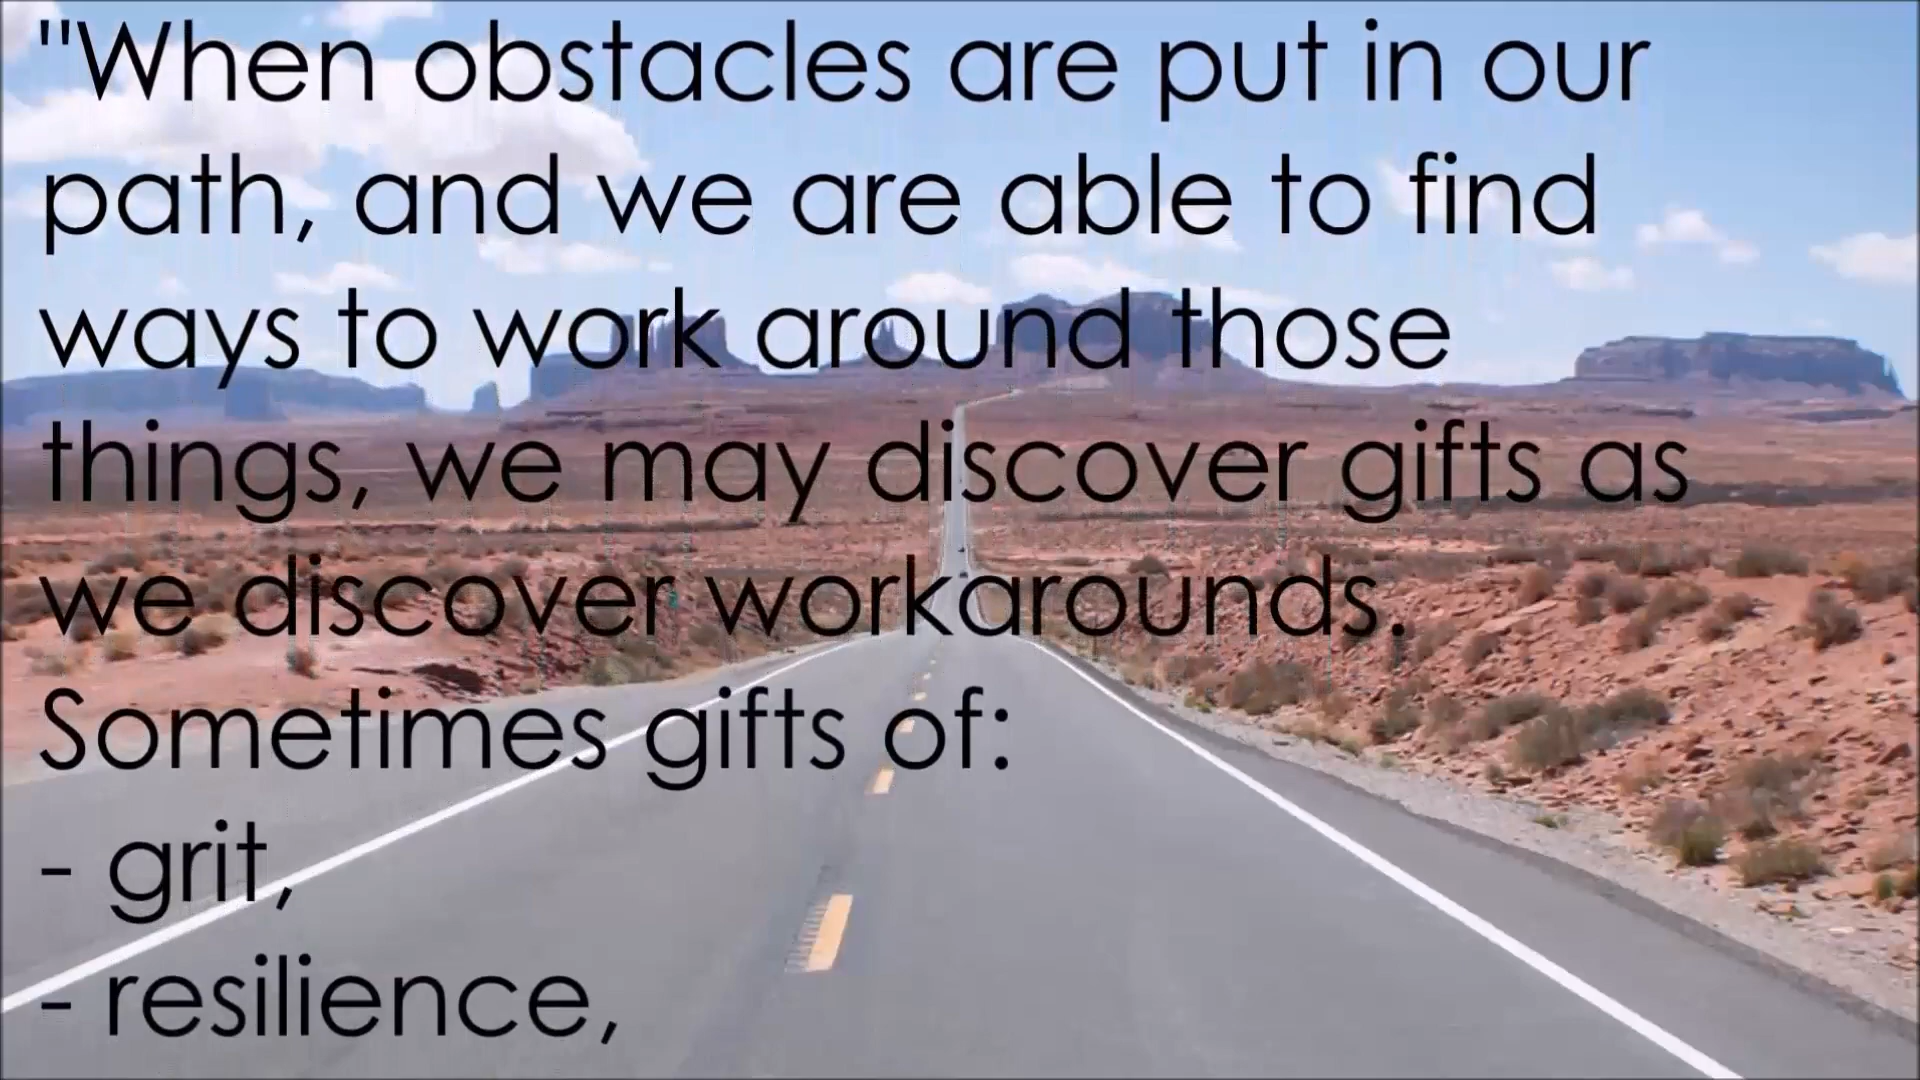 "When obstacles are put in our
path, and we are able to find
ways to work around those
things, we may discover gifts as
we discover workarounds.
Sometimes gifts of:
- grit,
- resilience,